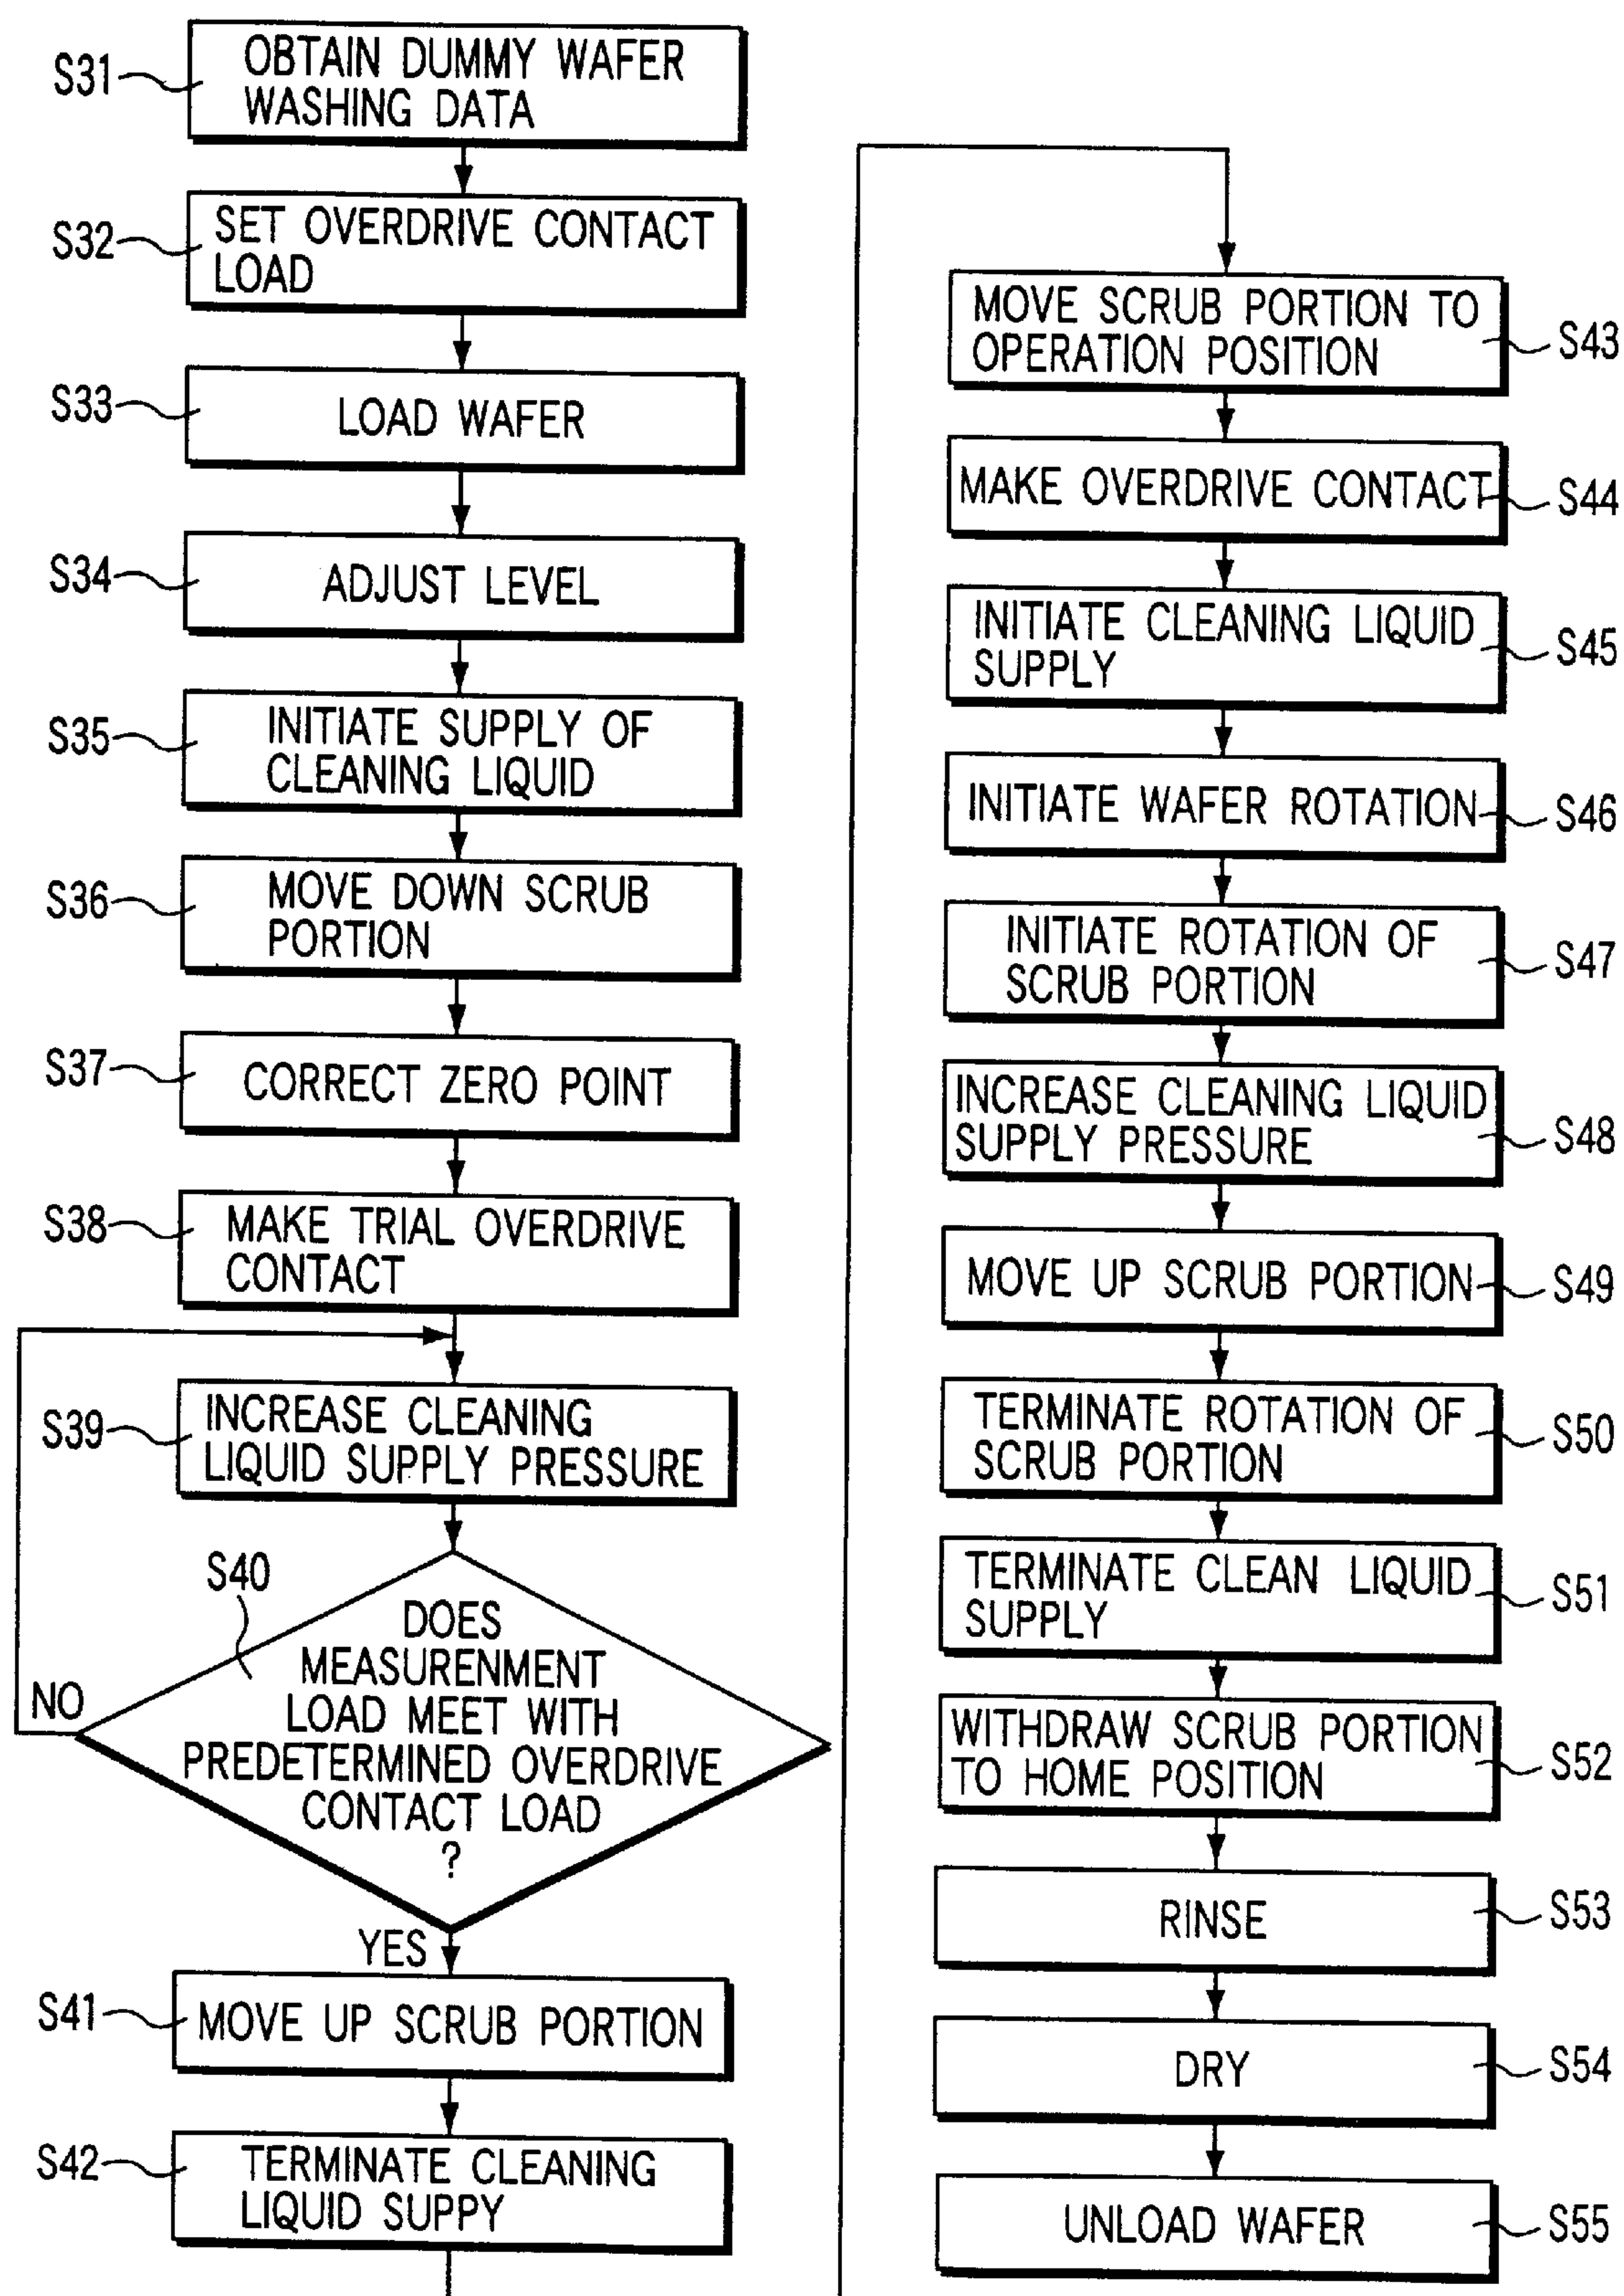 S31
OBTAIN DUMMY WAFER
WASHING DATA
S32
SET OVERDRIVE CONTACT
LOAD
S33
LOAD WAFER
S34
ADJUST LEVEL
S35
INITIATE SUPPLY OF
CLEANING LIQUID
S36
MOVE DOWN SCRUB
PORTION
S37
CORRECT ZERO POINT
S38
MAKE TRIAL OVERDRIVE
CONTACT
S39
INCREASE CLEANING
LIQUID SUPPLY PRESSURE
S40
DOES
MEASURENMENT
LOAD MEET WITH
PREDETERMINED OVERDRIVE
CONTACT LOAD
?
NO
YES
S41
MOVE UP SCRUB PORTION
S42
TERMINATE CLEANING
LIQUID SUPPY
MOVE SCRUB PORTION TO
OPERATION POSITION
S43
MAKE OVERDRIVE CONTACT
S44
INITIATE CLEANING LIQUID
SUPPLY
S45
INITIATE WAFER ROTATION
S46
INITIATE ROTATION OF
SCRUB PORTION
S47
INCREASE CLEANING LIQUID
SUPPLY PRESSURE
S48
MOVE UP SCRUB PORTION
S49
TERMINATE ROTATION OF
SCRUB PORTION
S50
TERMINATE CLEAN LIQUID
SUPPLY
S51
WITHDRAW SCRUB PORTION
TO HOME POSITION
S52
RINSE
S53
DRY
S54
UNLOAD WAFER
S55